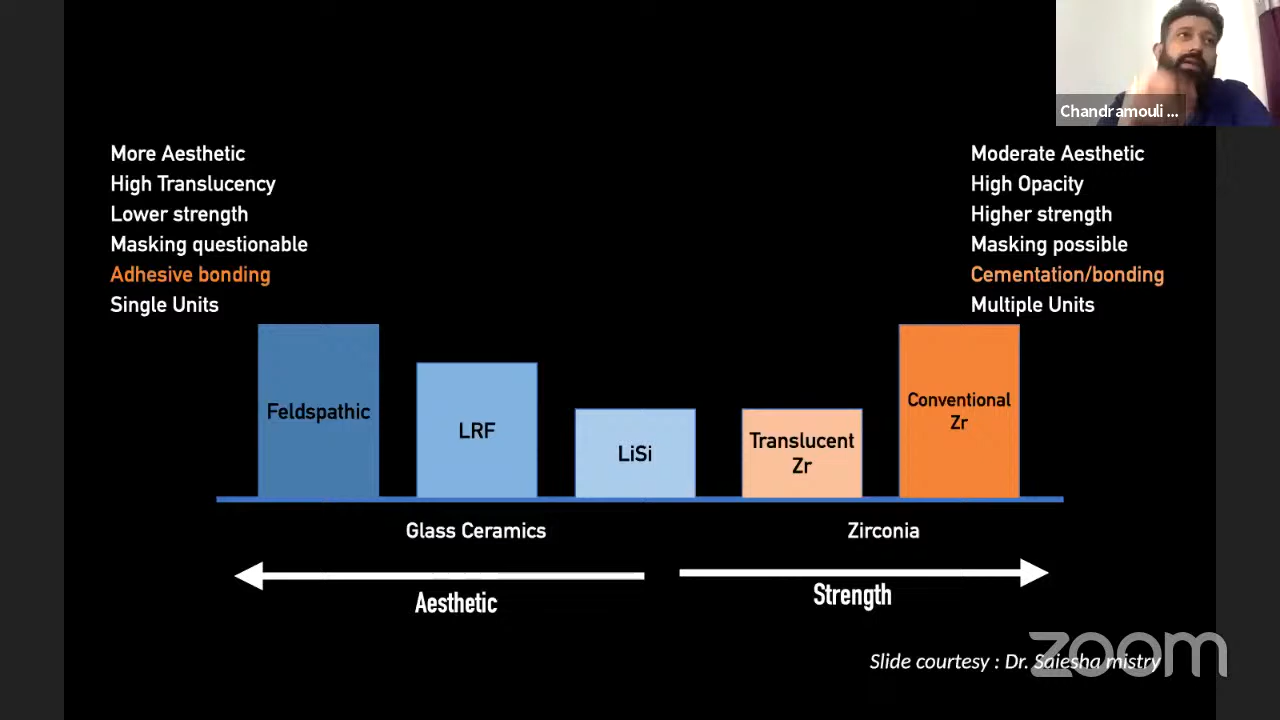 Chandramouli ...
More Aesthetic
High Translucency
Lower strength
Masking questionable
Adhesive bonding
Single Units
Moderate Aesthetic
High Opacity
Higher strength
Masking possible
Cementation/bonding
Multiple Units
Feldspathic
LRF
LiSi
Translucent
Zr
Conventional
Zr
Glass Ceramics
Zirconia
Aesthetic
Strength
Slide courtesy : Dr. Saiesha mistry
zoom